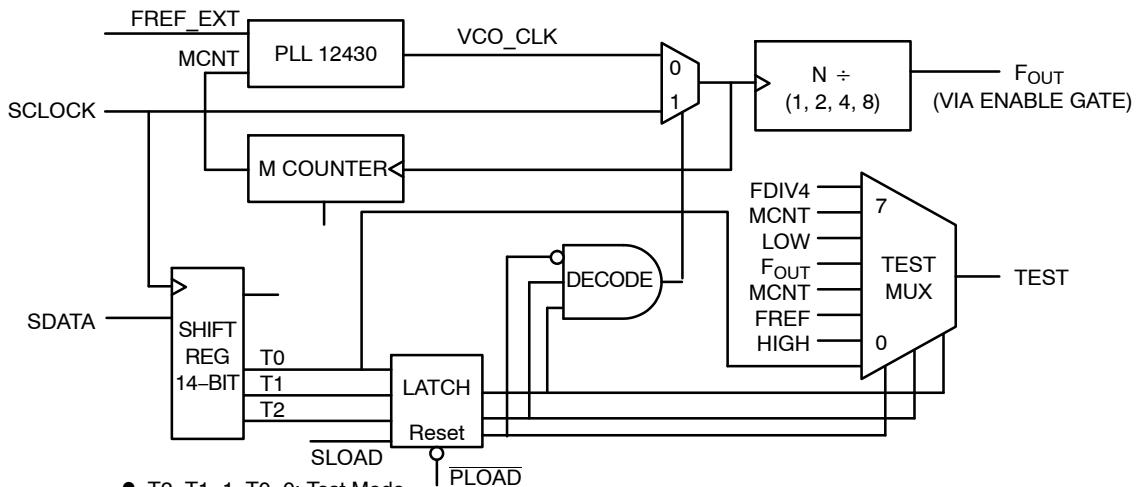 FREF_EXT
MCNT
PLL 12430
VCO_CLK
0
1
N ÷
(1, 2, 4, 8)
FOUT
(VIA ENABLE GATE)
SCLOCK
M COUNTER
FDIV4
MCNT
LOW
FOUT
MCNT
FREF
HIGH
7
TEST
MUX
0
TEST
DECODE
SDATA
SHIFT
REG
14–BIT
T0
T1
T2
LATCH
Reset
SLOAD
PLOAD